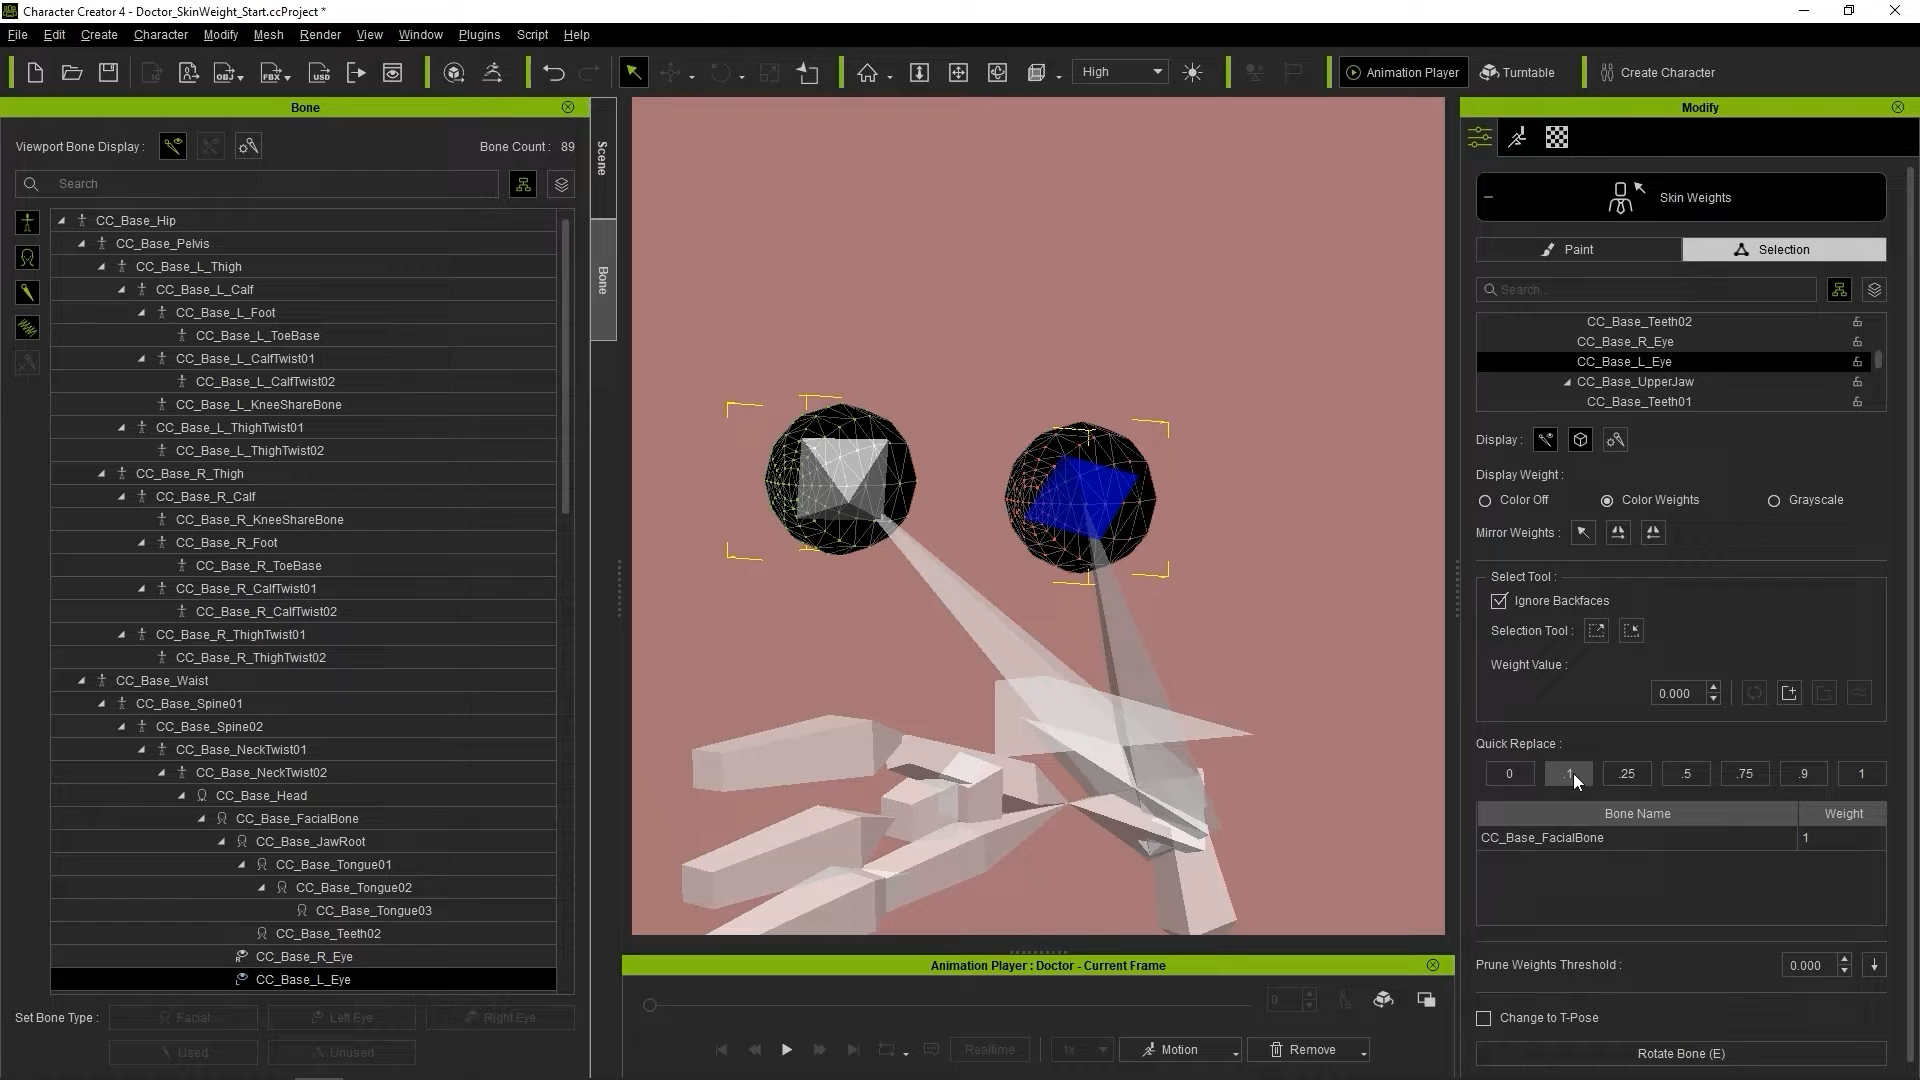 Character Creator 4 - Doctor_SkinWeight_Start.ccProject *
File Edit Create Character Modify Mesh Render View Window Plugins Script Help
OBJ FBX USD High Animation Player Turntable Create Character
Bone
Viewport Bone Display : Bone Count : 89
Search
CC_Base_Hip
CC_Base_Pelvis
CC_Base_L_Thigh
CC_Base_L_Calf
CC_Base_L_Foot
CC_Base_L_ToeBase
CC_Base_L_CalfTwist01
CC_Base_L_CalfTwist02
CC_Base_L_KneeShareBone
CC_Base_L_ThighTwist01
CC_Base_L_ThighTwist02
CC_Base_R_Thigh
CC_Base_R_Calf
CC_Base_R_KneeShareBone
CC_Base_R_Foot
CC_Base_R_ToeBase
CC_Base_R_CalfTwist01
CC_Base_R_CalfTwist02
CC_Base_R_ThighTwist01
CC_Base_R_ThighTwist02
CC_Base_Waist
CC_Base_Spine01
CC_Base_Spine02
CC_Base_NeckTwist01
CC_Base_NeckTwist02
CC_Base_Head
CC_Base_FacialBone
CC_Base_JawRoot
CC_Base_Tongue01
CC_Base_Tongue02
CC_Base_Tongue03
CC_Base_Teeth02
CC_Base_R_Eye
CC_Base_L_Eye
Set Bone Type : Facial Left Eye Right Eye
Used Unused
Scene
Bone
Animation Player : Doctor - Current Frame
0
Realtime 1x Motion Remove
Modify
Skin Weights
Paint Selection
Search...
CC_Base_Teeth02
CC_Base_R_Eye
CC_Base_L_Eye
CC_Base_UpperJaw
CC_Base_Teeth01
Display :
Display Weight :
Color Off Color Weights Grayscale
Mirror Weights :
Select Tool :
Ignore Backfaces
Selection Tool :
Weight Value :
0.000
Quick Replace :
0 .1 .25 .5 .75 .9 1
Bone Name Weight
CC_Base_FacialBone 1
Prune Weights Threshold : 0.000
Change to T-Pose
Rotate Bone (E)